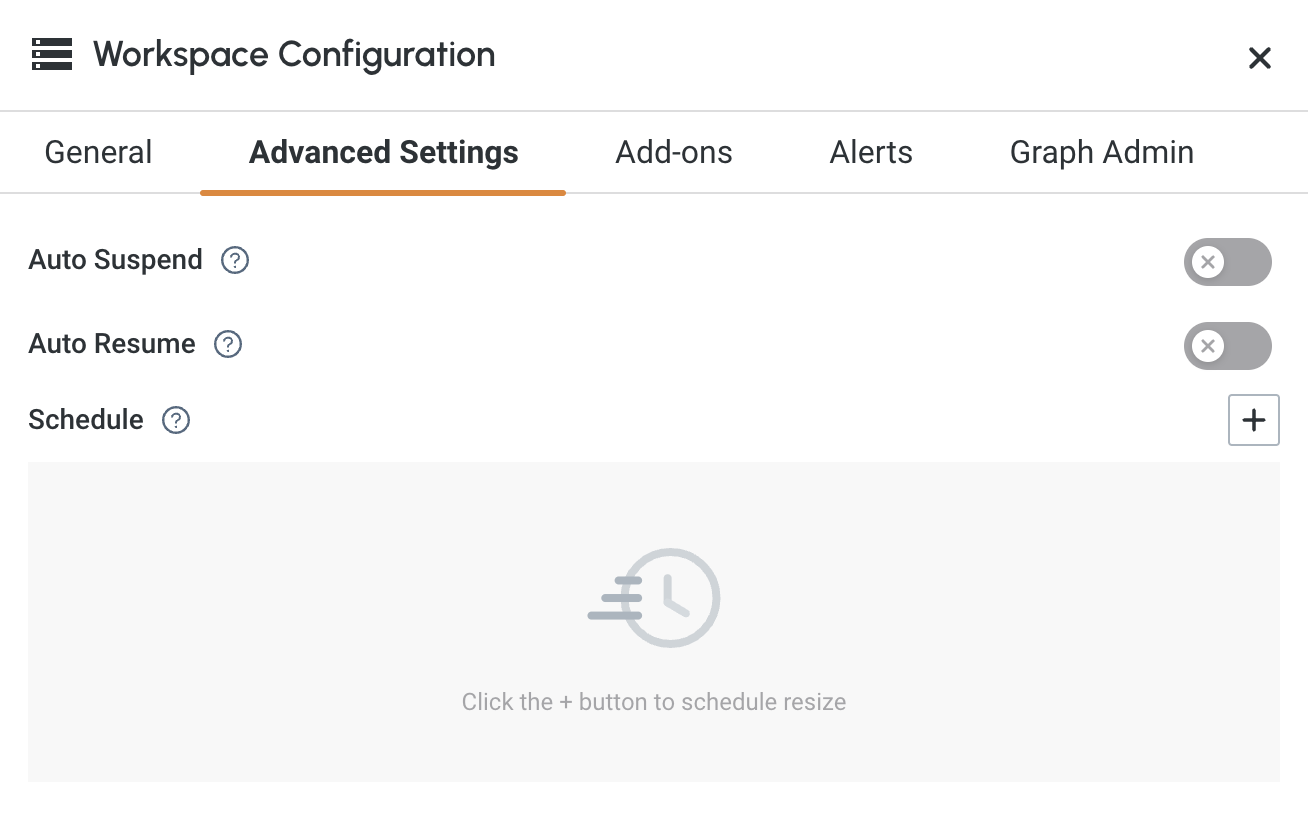 Workspace Configuration
General Advanced Settings Add-ons Alerts Graph Admin
Auto Suspend ?
Auto Resume ?
Schedule ?
+
Click the + button to schedule resize